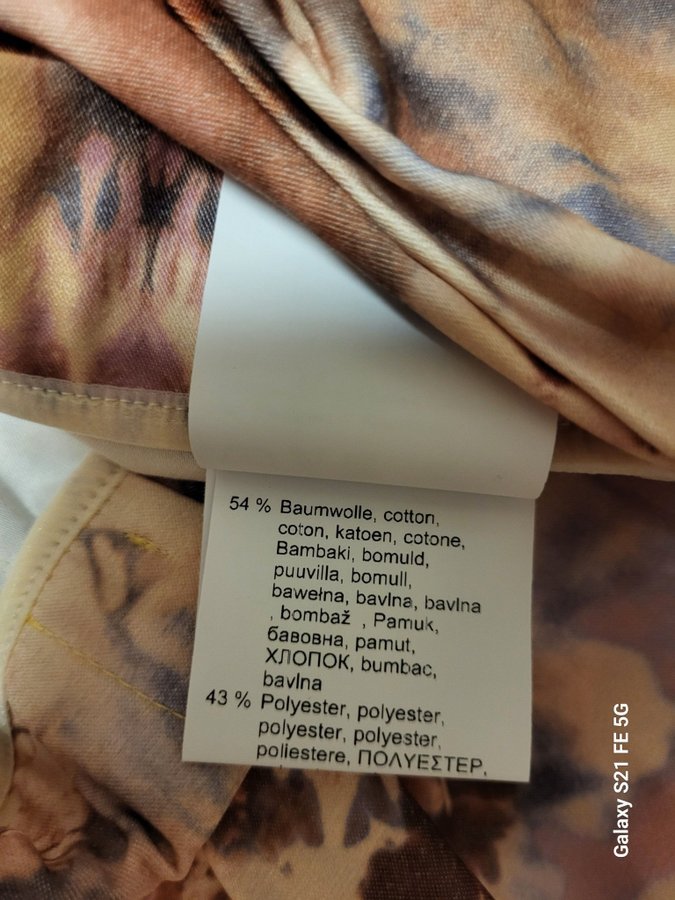 54 % Baumwolle, cotton,
coton, katoen, cotone,
Bambaki, bomuld,
puuvilla, bomull,
bawełna, bavlna, bavlna
, bombaž , Pamuk,
бавовна, pamut,
ХЛОПОК, bumbac,
bavlna
43 % Polyester, polyester,
polyester, polyester,
poliestere, ΠΟΛΥΕΣΤΕΡ,
Galaxy S21 FE 5G